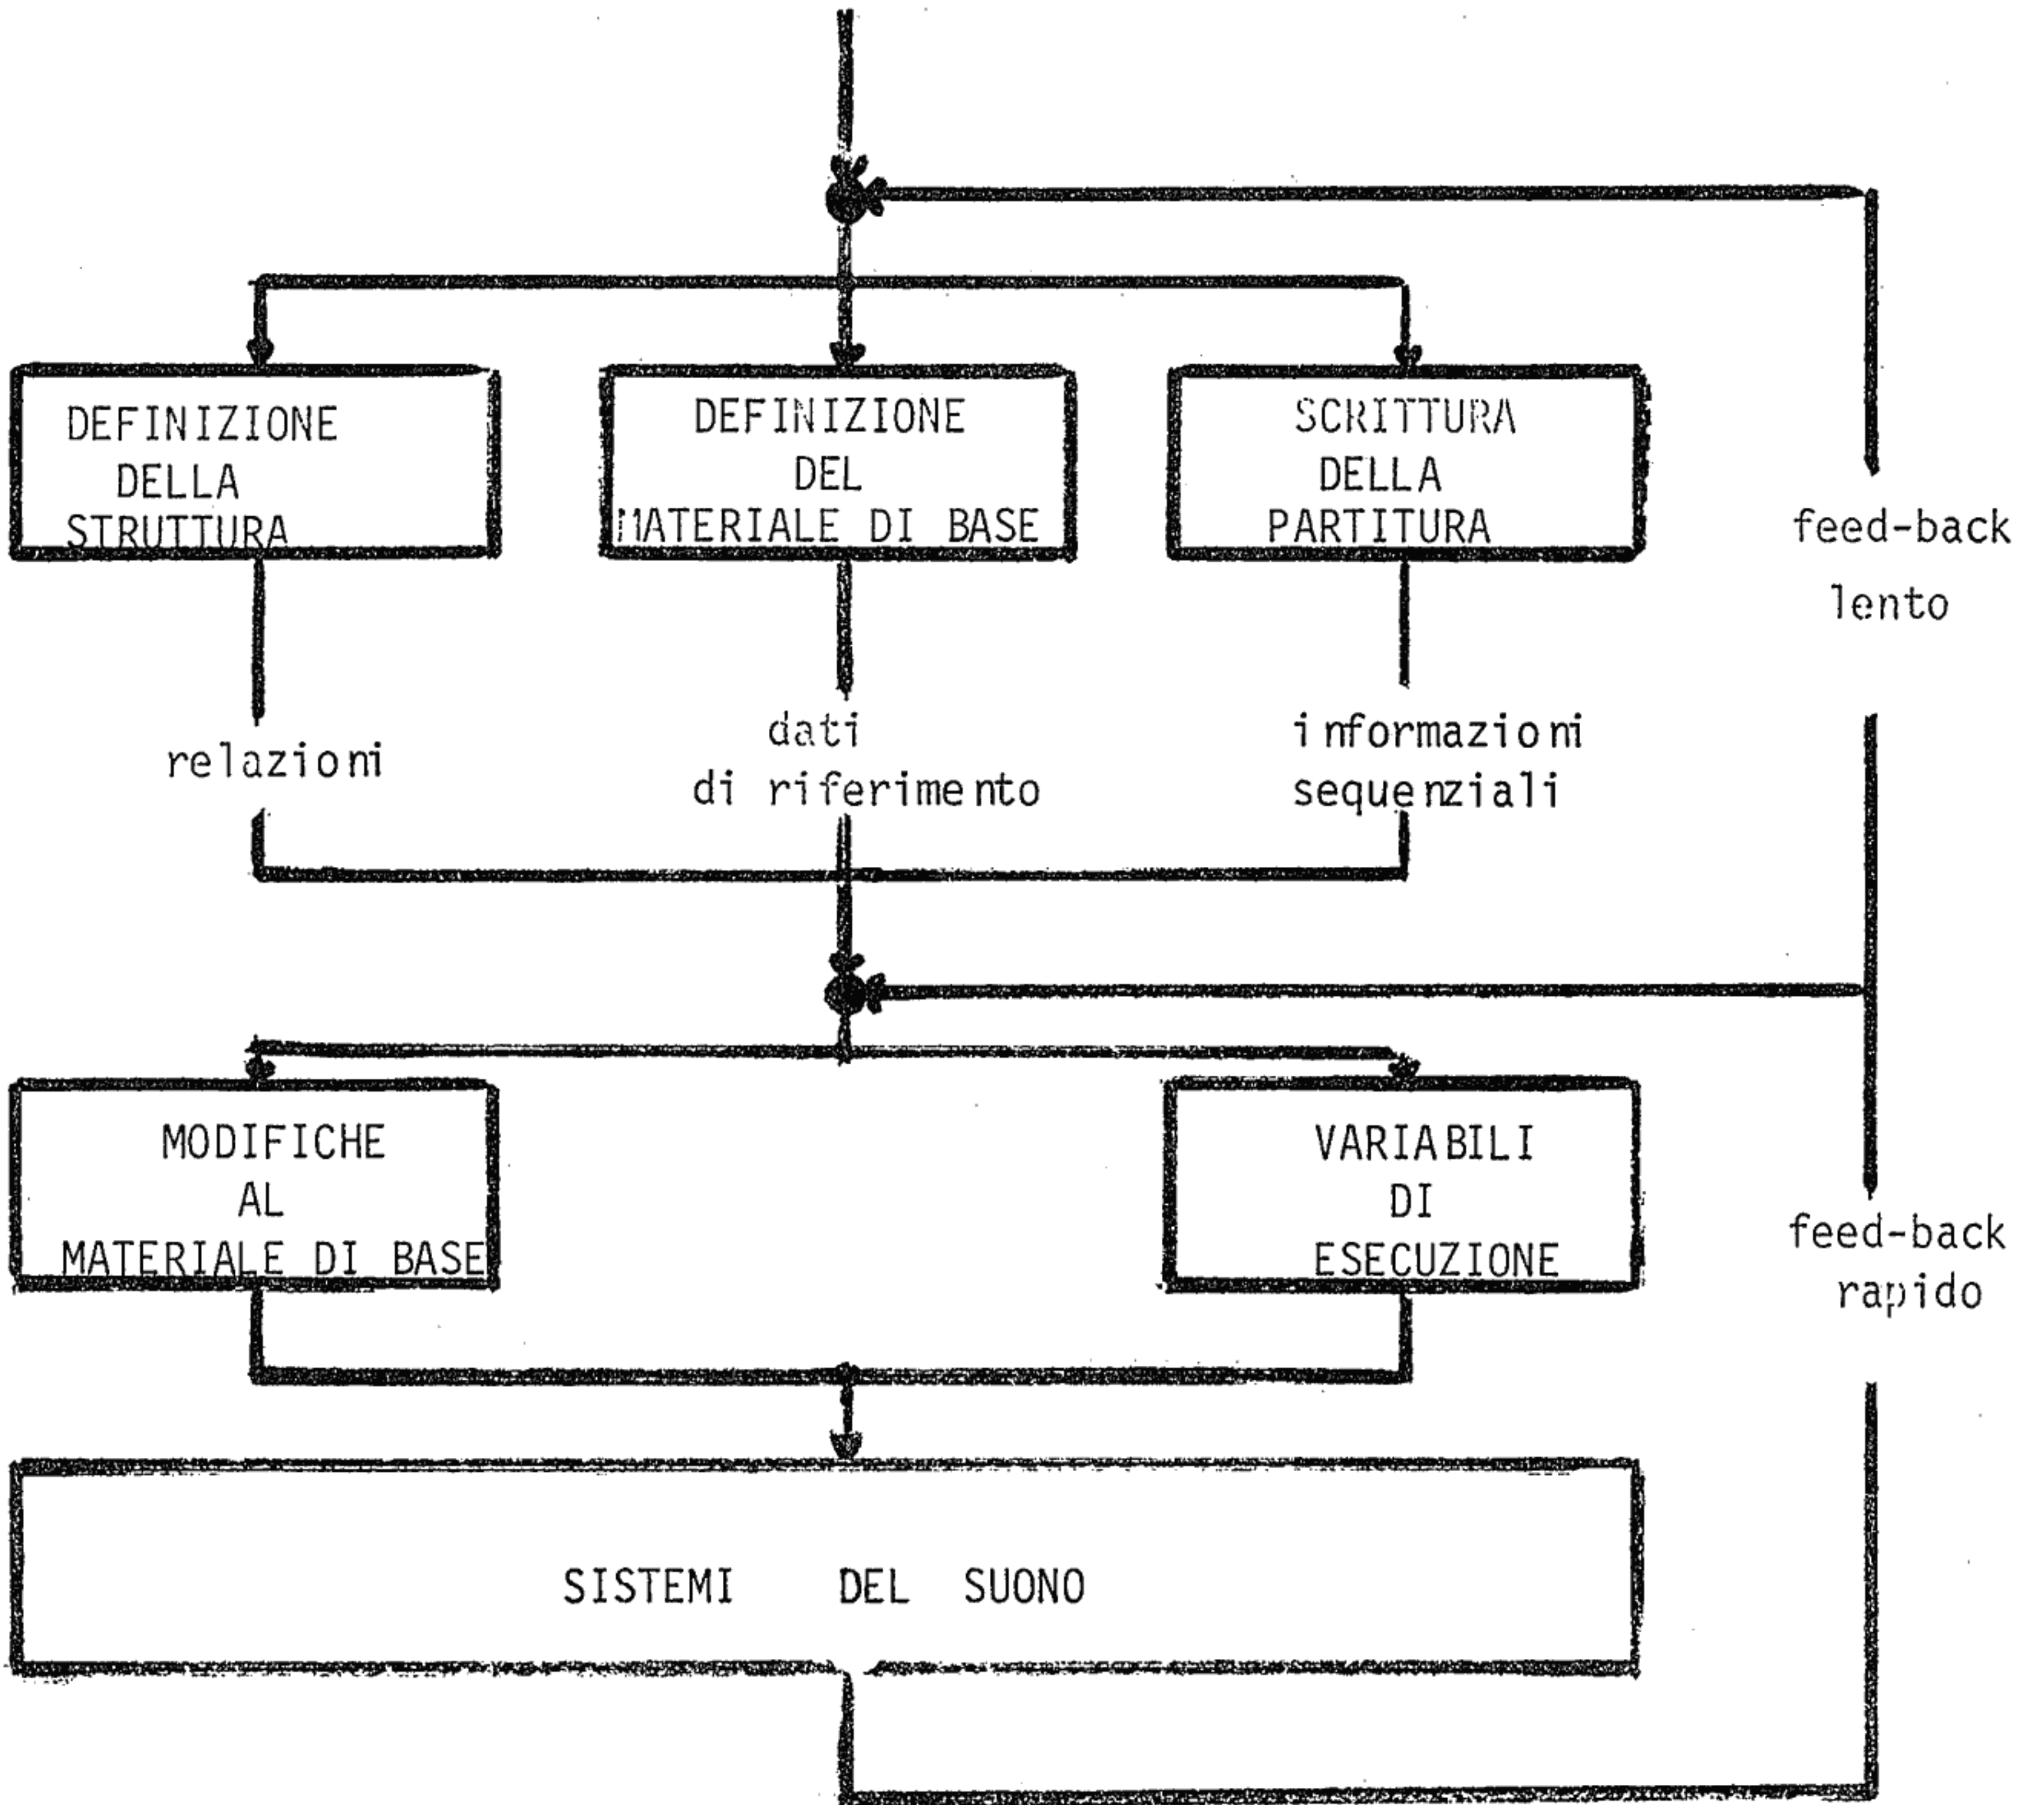 DEFINIZIONE
DELLA
STRUTTURA
DEFINIZIONE
DEL
MATERIALE DI BASE
SCRITTURA
DELLA
PARTITURA
feed-back
lento
relazioni
dati
di riferimento
informazioni
sequenziali
MODIFICHE
AL
MATERIALE DI BASE
VARIABILI
DI
ESECUZIONE
feed-back
rapido
SISTEMI DEL SUONO